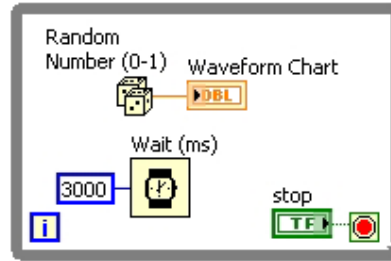 Random
Number (0-1)
Waveform Chart
DBL
Wait (ms)
3000
stop
TF
i